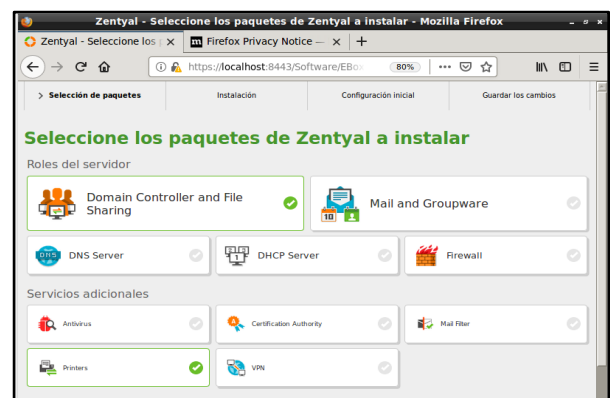 Zentyal - Seleccione los paquetes de Zentyal a instalar - Mozilla Firefox
Zentyal - Seleccione los
Firefox Privacy Notice —
https://localhost:8443/Software/EBo
80%
> Selección de paquetes
Instalación
Configuración inicial
Guardar los cambios
Seleccione los paquetes de Zentyal a instalar
Roles del servidor
Domain Controller and File
Sharing
Mail and Groupware
DNS Server
DHCP Server
Firewall
Servicios adicionales
Antivirus
Certification Authority
Mail Filter
Printers
VPN